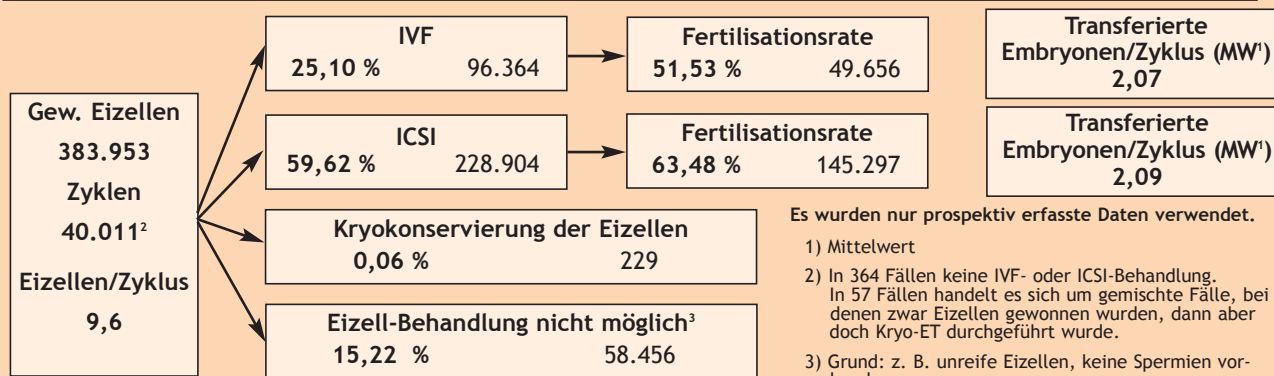 Gew. Eizellen
383.953
Zyklen
40.011²
Eizellen/Zyklus
9,6
IVF
25,10 % 96.364
Fertilisationsrate
51,53 % 49.656
Transferierte
Embryonen/Zyklus (MW¹)
2,07
ICSI
59,62 % 228.904
Fertilisationsrate
63,48 % 145.297
Transferierte
Embryonen/Zyklus (MW¹)
2,09
Kryokonservierung der Eizellen
0,06 % 229
Eizell-Behandlung nicht möglich³
15,22 % 58.456
Es wurden nur prospektiv erfasste Daten verwendet.
1) Mittelwert
2) In 364 Fällen keine IVF- oder ICSI-Behandlung.
In 57 Fällen handelt es sich um gemischte Fälle, bei
denen zwar Eizellen gewonnen wurden, dann aber
doch Kryo-ET durchgeführt wurde.
3) Grund: z. B. unreife Eizellen, keine Spermien vor-